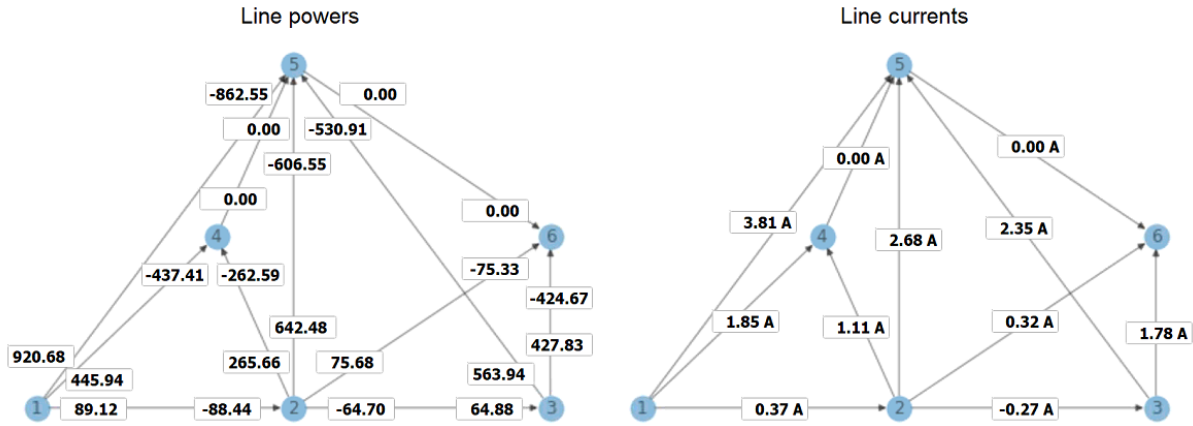 Line powers
Line currents
5
5
-862.55
0.00
0.00
-530.91
0.00 A
0.00 A
-606.55
0.00
0.00
3.81 A
2.35 A
4
6
4
2.68 A
6
-437.41
-262.59
-75.33
-424.67
1.85 A
1.11 A
0.32 A
1.78 A
642.48
427.83
920.68
265.66
75.68
563.94
445.94
1
89.12
-88.44
2
-64.70
64.88
3
1
0.37 A
2
-0.27 A
3